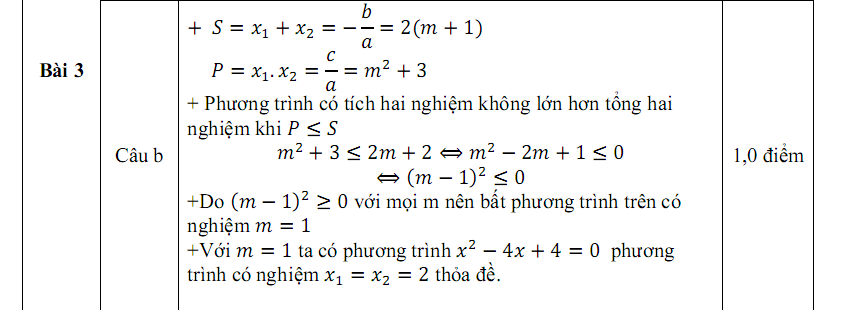 + S = x₁ + x₂ = −b/a = 2(m + 1)
Bài 3
P = x₁. x₂ = c/a = m² + 3
+ Phương trình có tích hai nghiệm không lớn hơn tổng hai
nghiệm khi P ≤ S
Câu b
m² + 3 ≤ 2m + 2 ⟺ m² − 2m + 1 ≤ 0
1,0 điểm
⟺ (m − 1)² ≤ 0
+Do (m − 1)² ≥ 0 với mọi m nên bất phương trình trên có
nghiệm m = 1
+Với m = 1 ta có phương trình x² − 4x + 4 = 0 phương
trình có nghiệm x₁ = x₂ = 2 thỏa đề.